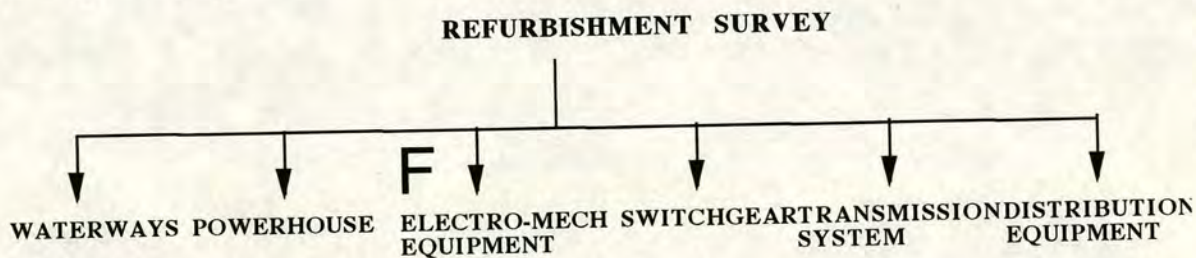 REFURBISHMENT SURVEY
F
WATERWAYS POWERHOUSE ELECTRO-MECH EQUIPMENT SWITCHGEAR TRANSMISSION SYSTEM DISTRIBUTION EQUIPMENT